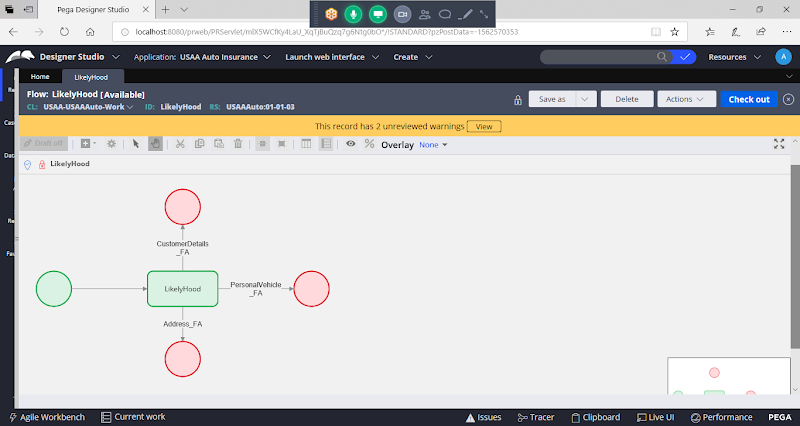 Pega Designer Studio
localhost:8080/prweb/PRServlet/
!STANDARD?pzPostData=-1562570353
Designer Studio
Application: USAA Auto Insurance
Launch web interface
Create
Resources
A
Home
LikelyHood
Flow: LikelyHood [Available]
CL: USAA-USAAAuto-Work ID: LikelyHood RS: USAAAuto:01-01-03
Save as
Delete
Actions
Check out
This record has 2 unreviewed warnings View
Draft off
Overlay None
LikelyHood
CustomerDetails
_FA
LikelyHood
PersonalVehicle
_FA
Address_FA
Agile Workbench
Current work
Issues
Tracer
Clipboard
Live UI
Performance
PEGA